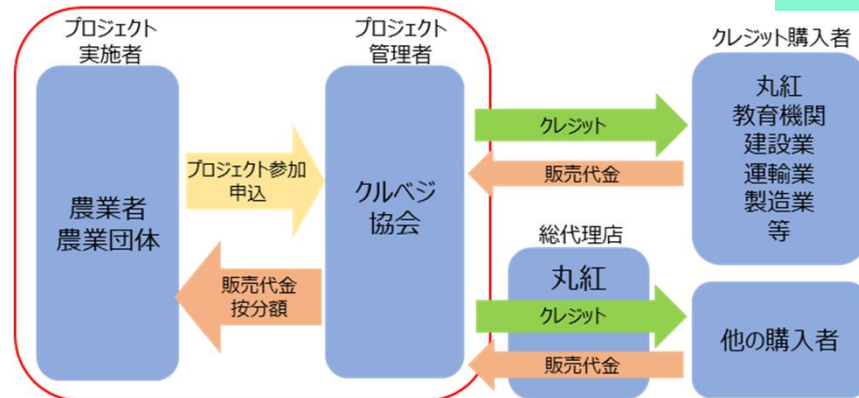 プロジェクト
実施者
農業者
農業団体
プロジェクト参加
申込
販売代金
按分額
プロジェクト
管理者
クルベジ
協会
クレジット
販売代金
クレジット購入者
丸紅
教育機関
建設業
運輸業
製造業
等
総代理店
丸紅
クレジット
販売代金
他の購入者